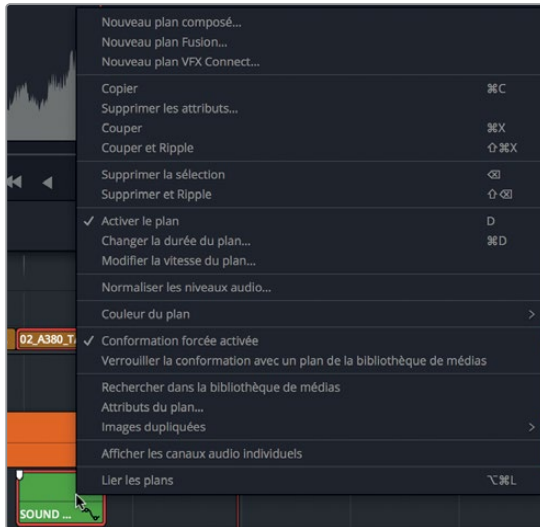 Nouveau plan composé...
Nouveau plan Fusion...
Nouveau plan VFX Connect...
Copier ⌘C
Supprimer les attributs...
Couper ⌘X
Couper et Ripple ⇧⌘X
Supprimer la sélection ⌫
Supprimer et Ripple ⇧⌫
✓ Activer le plan D
Changer la durée du plan... ⌘D
Modifier la vitesse du plan...
Normaliser les niveaux audio...
Couleur du plan >
02_A380_T
✓ Conformation forcée activée
Verrouiller la conformation avec un plan de la bibliothèque de médias
Rechercher dans la bibliothèque de médias
Attributs du plan...
Images dupliquées >
Afficher les canaux audio individuels
Lier les plans ⌥⌘L
SOUND ...